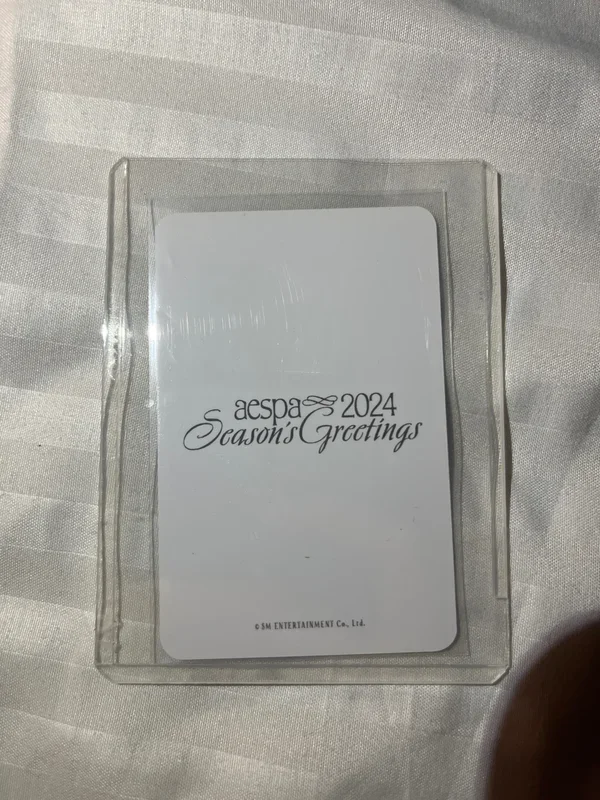 aespa 2024
Season's Greetings
© SM ENTERTAINMENT Co., Ltd.